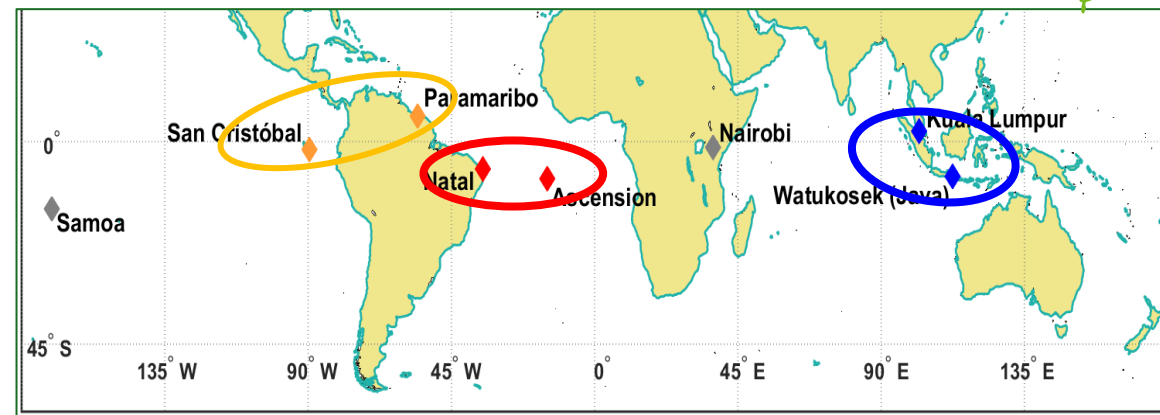 Paramaribo
San Cristóbal
Kuala Lumpur
Nairobi
0°
Natal
Ascension
Watukosek (Java)
Samoa
45° S
135° W
90° W
45° W
0°
45° E
90° E
135° E